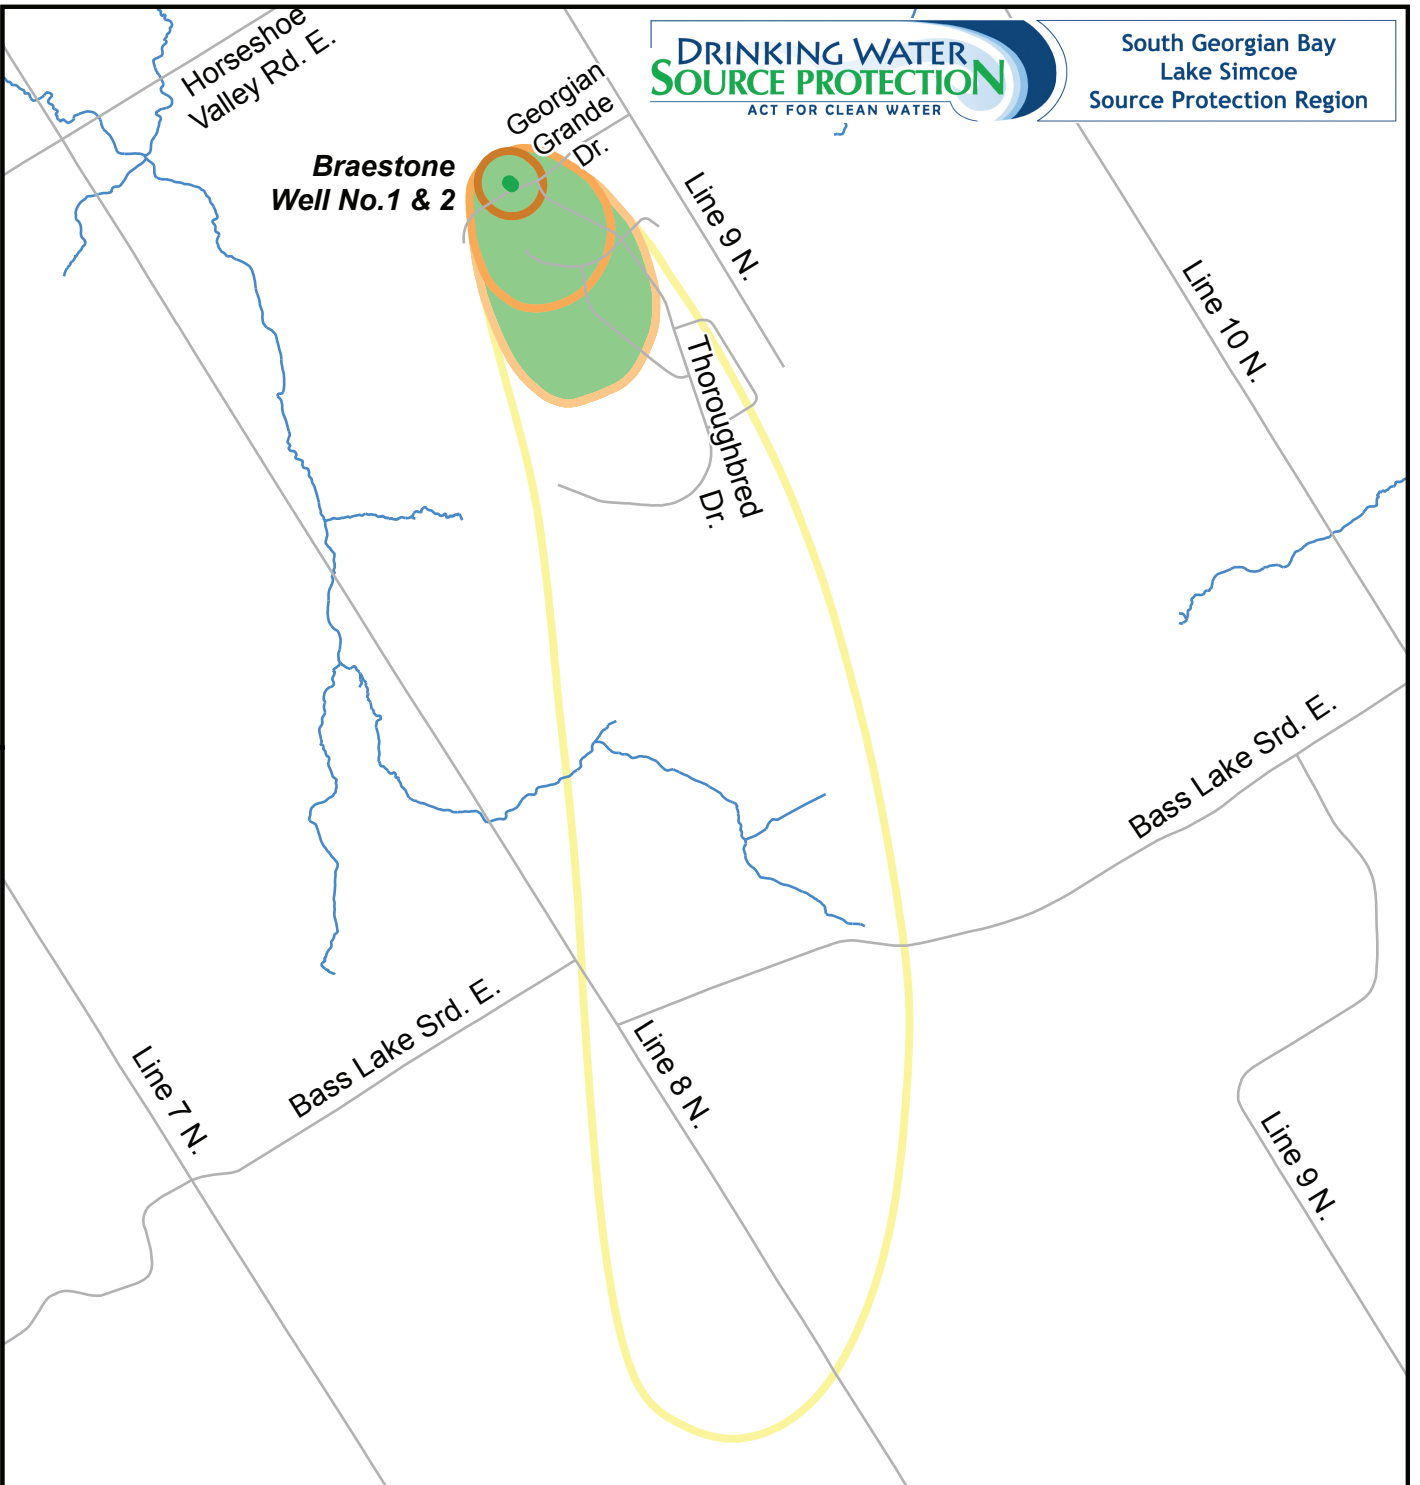 Horseshoe
Valley Rd. E.
DRINKING WATER
SOURCE PROTECTION
ACT FOR CLEAN WATER
South Georgian Bay
Lake Simcoe
Source Protection Region
Georgian
Grande
Dr.
Braestone
Well No.1 & 2
Line 9 N.
Line 10 N.
Thoroughbred
Dr.
Bass Lake Srd. E.
Bass Lake Srd. E.
Line 7 N.
Line 8 N.
Line 9 N.